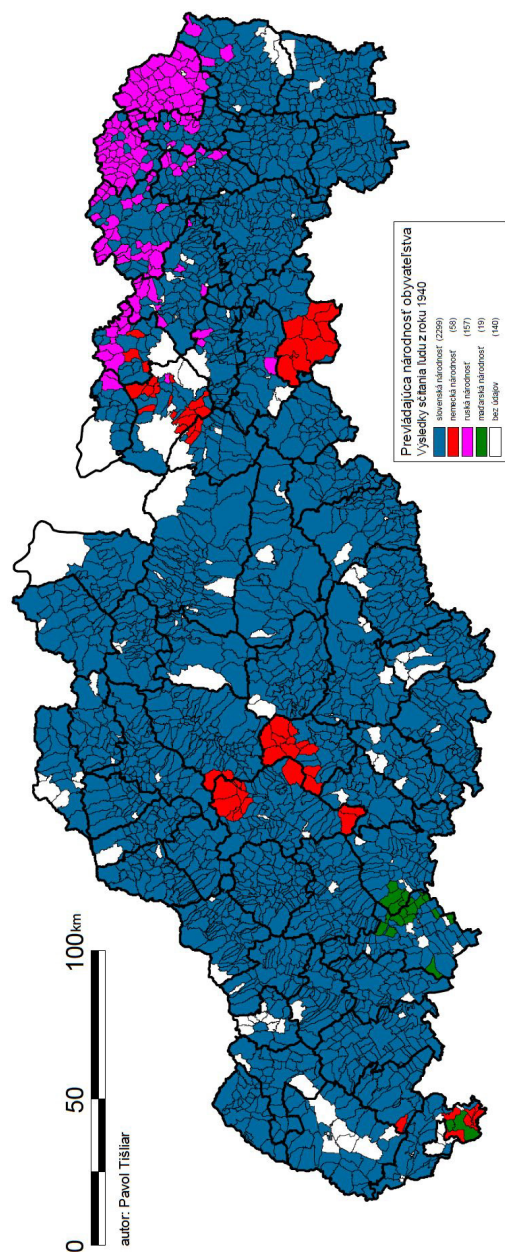 0 50 100km
autor: Pavol Tišliar
Prevládajúca národnosť obyvateľstva
Výsledky sčítania ľudu z roku 1940
slovenská národnosť (2299)
nemecká národnosť (58)
ruská národnosť (157)
maďarská národnosť (19)
bez údajov (140)